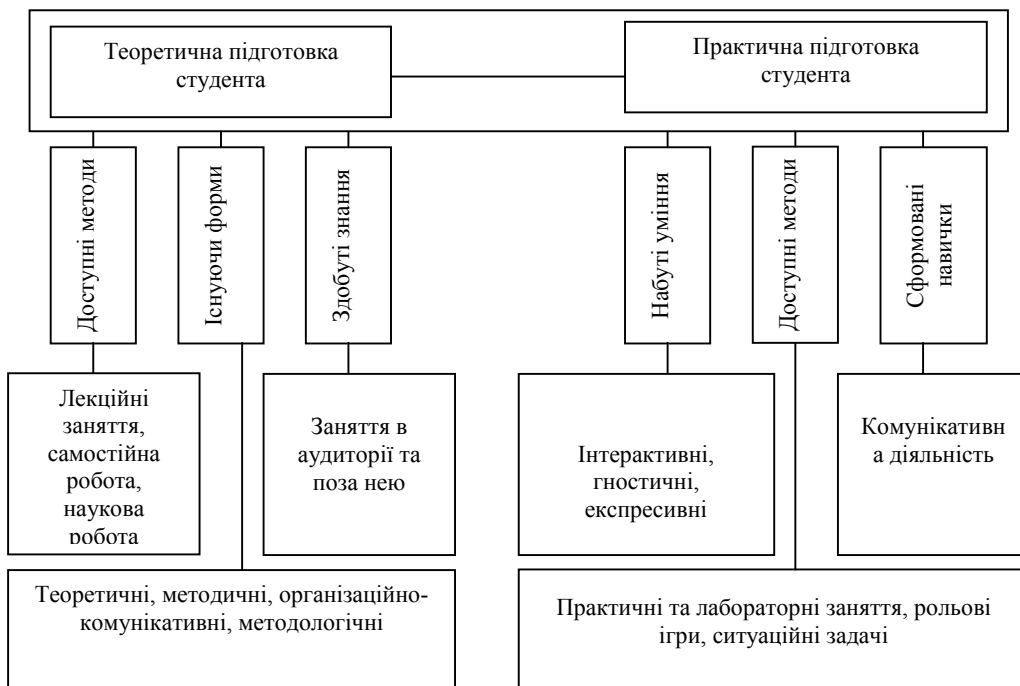 Теоретична підготовка
студента
Практична підготовка
студента
Доступні методи
Існуючи форми
Здобуті знання
Набуті уміння
Доступні методи
Сформовані
навички
Лекційні
заняття,
самостійна
робота,
наукова
робота
Заняття в
аудиторії та
поза нею
Інтерактивні,
гностичні,
експресивні
Комунікативн
а діяльність
Теоретичні, методичні, організаційно-
комунікативні, методологічні
Практичні та лабораторні заняття, рольові
ігри, ситуаційні задачі